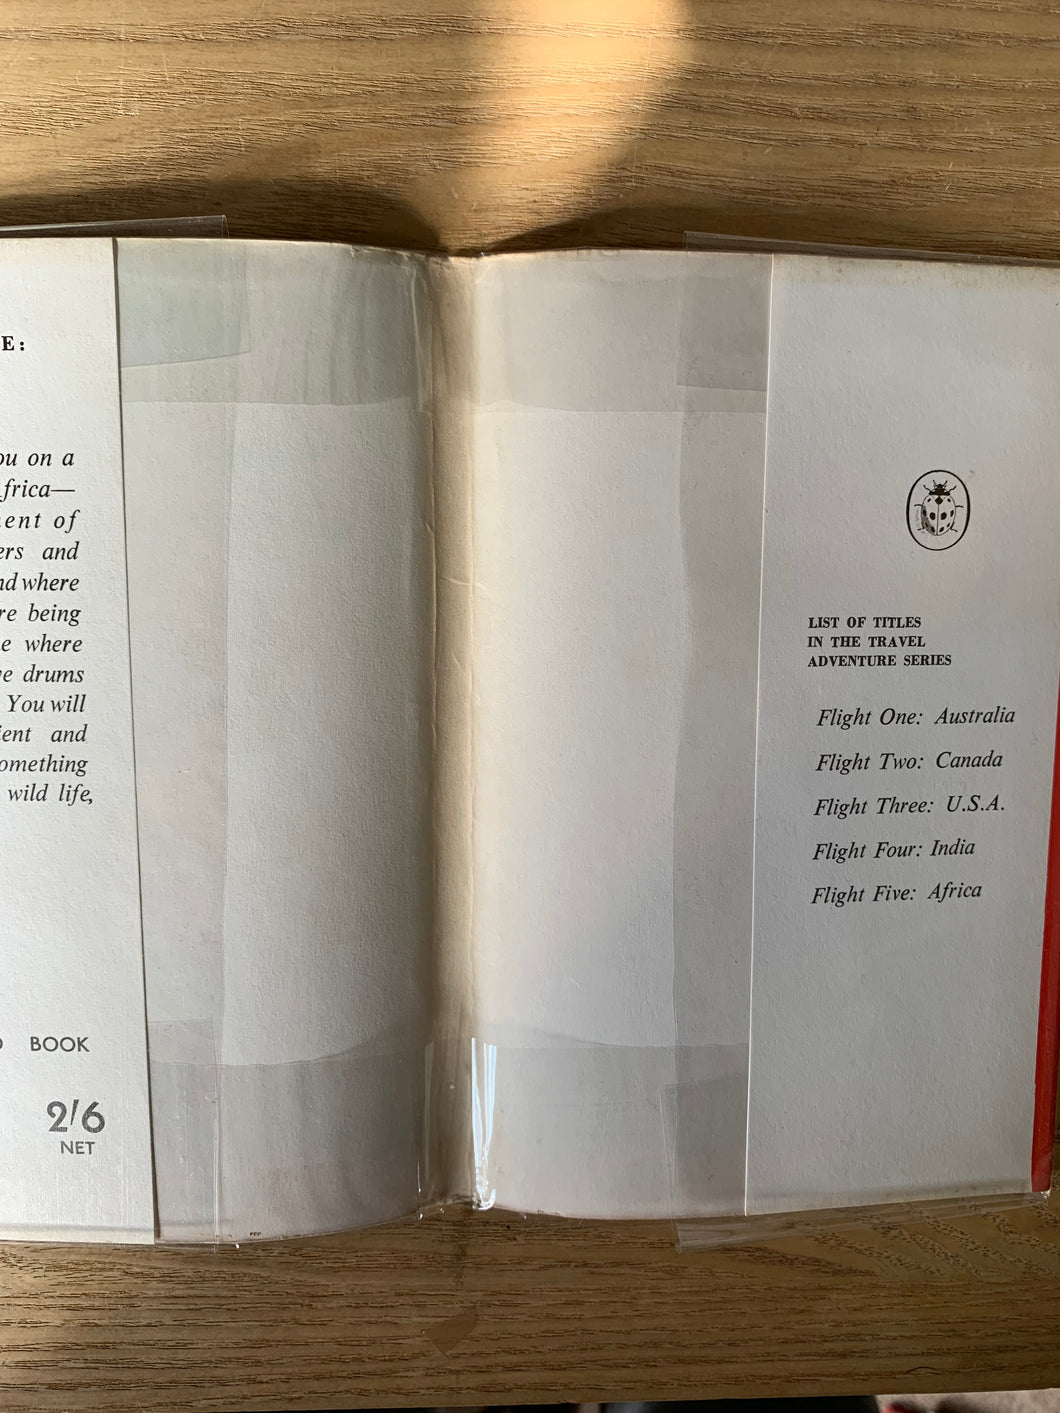 E:
ou on a
frica—
ent of
ers and
nd where
re being
e where
ve drums
You will
ient and
omething
wild life,
BOOK
2/6
NET
LIST OF TITLES
IN THE TRAVEL
ADVENTURE SERIES
Flight One: Australia
Flight Two: Canada
Flight Three: U.S.A.
Flight Four: India
Flight Five: Africa